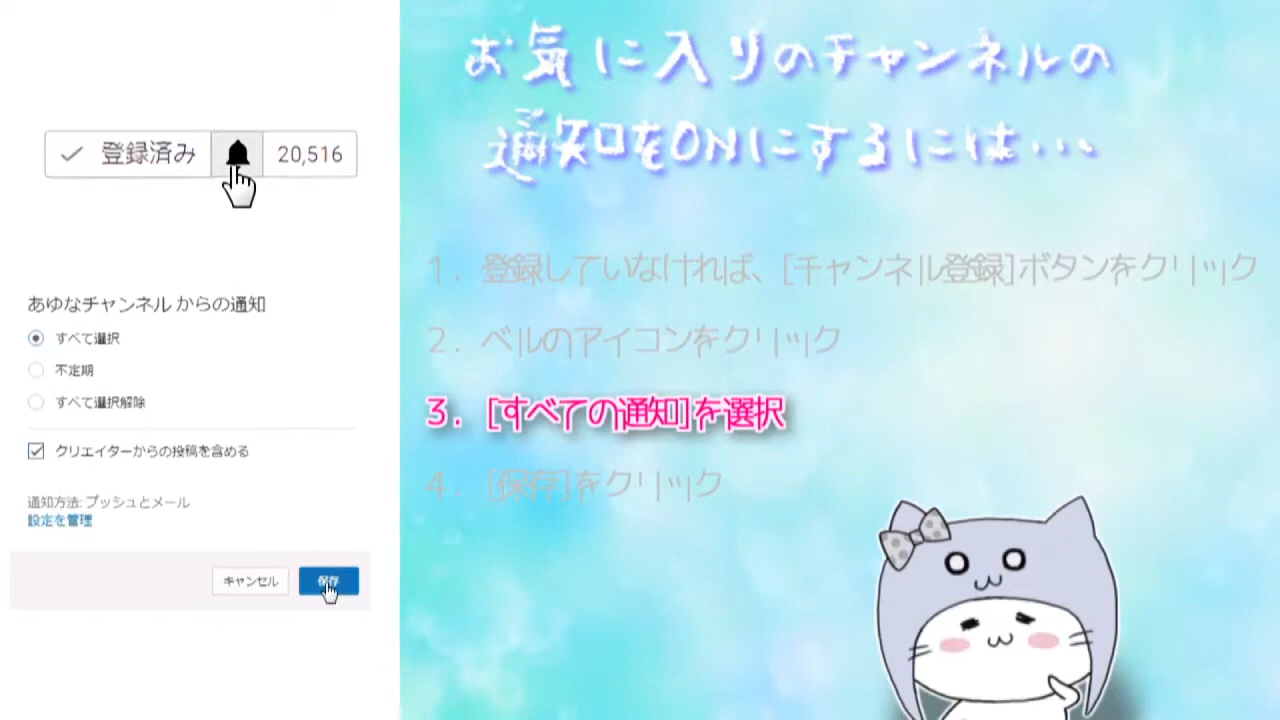 登録済み 20,516
あゆなチャンネル からの通知
すべて選択
不定期
すべて選択解除
クリエイターからの投稿を含める
通知方法: プッシュとメール
設定を管理
キャンセル 保存
お気に入りのチャンネルの
通知をONにするには・・・
1. 登録していなければ、[チャンネル登録]ボタンをクリック
2. ベルのアイコンをクリック
3. [すべての通知]を選択
4. [保存]をクリック